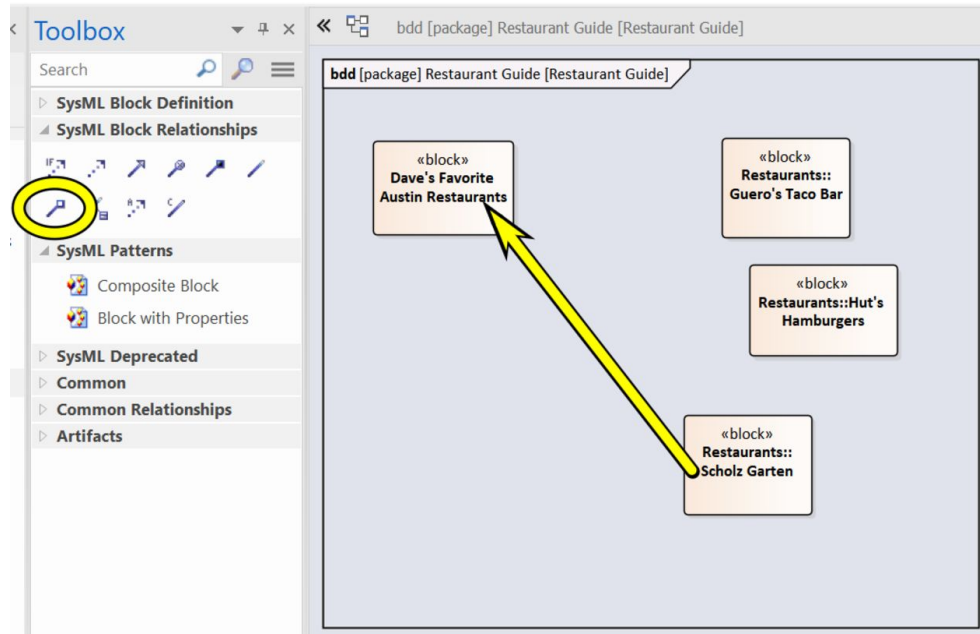 Toolbox
bdd [package] Restaurant Guide [Restaurant Guide]
Search
SysML Block Definition
SysML Block Relationships
IF
A
C
SysML Patterns
Composite Block
Block with Properties
SysML Deprecated
Common
Common Relationships
Artifacts
bdd [package] Restaurant Guide [Restaurant Guide]
«block»
Dave's Favorite
Austin Restaurants
«block»
Restaurants::
Guero's Taco Bar
«block»
Restaurants::Hut's
Hamburgers
«block»
Restaurants::
Scholz Garten